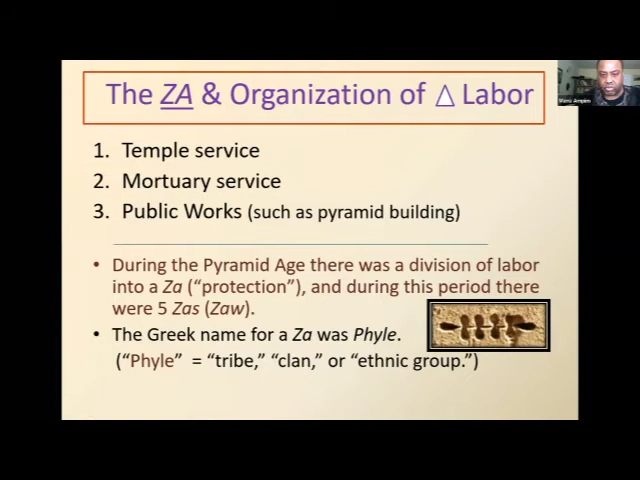 The ZA & Organization of △ Labor
Manu Ampim
1. Temple service
2. Mortuary service
3. Public Works (such as pyramid building)
• During the Pyramid Age there was a division of labor
into a Za (“protection”), and during this period there
were 5 Zas (Zaw).
• The Greek name for a Za was Phyle.
(“Phyle” = “tribe,” “clan,” or “ethnic group.”)